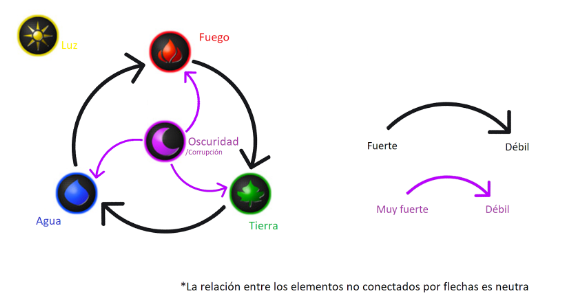 Luz
Fuego
Oscuridad
/Corrupción
Agua
Tierra
Fuerte
Débil
Muy fuerte
Débil
*La relación entre los elementos no conectados por flechas es neutra